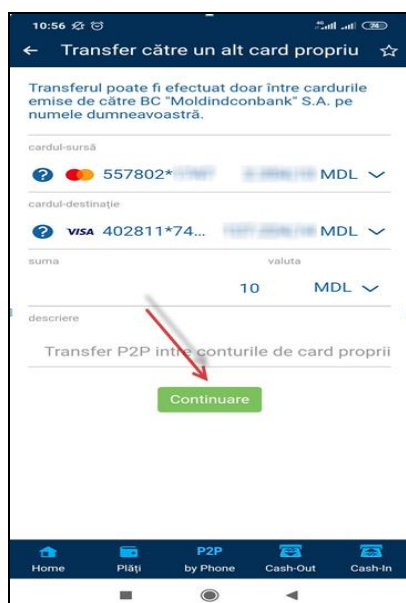 10:56
74
Transfer către un alt card propriu
Transferul poate fi efectuat doar între cardurile
emise de către BC "Moldindconbank" S.A. pe
numele dumneavoastră.
cardul-sursă
? 557802* MDL
cardul-destinație
? VISA 402811*74... MDL
suma valuta
10 MDL
descriere
Transfer P2P intre conturile de card proprii
Continuare
P2P
Home Plăți by Phone Cash-Out Cash-In